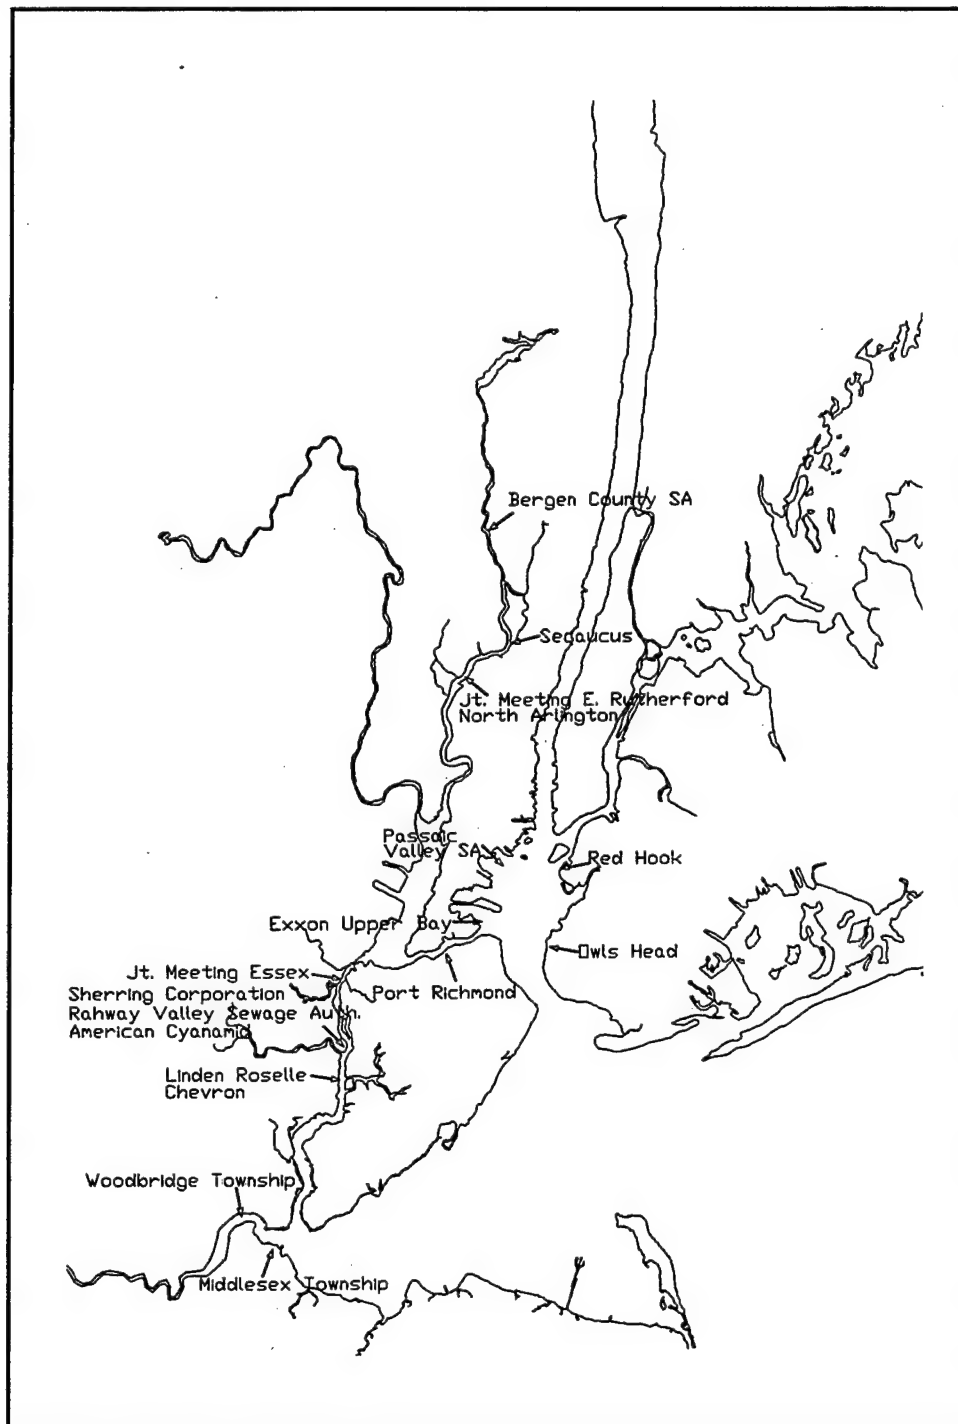 Bergen County SA
Secaucus
Jt. Meeting E. Rutherford
North Arlington
Passaic
Valley SA
Red Hook
Exxon Upper Bay
Owls Head
Jt. Meeting Essex
Sherring Corporation
Port Richmond
Rahway Valley Sewage Auth.
American Cyanamid
Linden Roselle
Chevron
Woodbridge Township
Middlesex Township